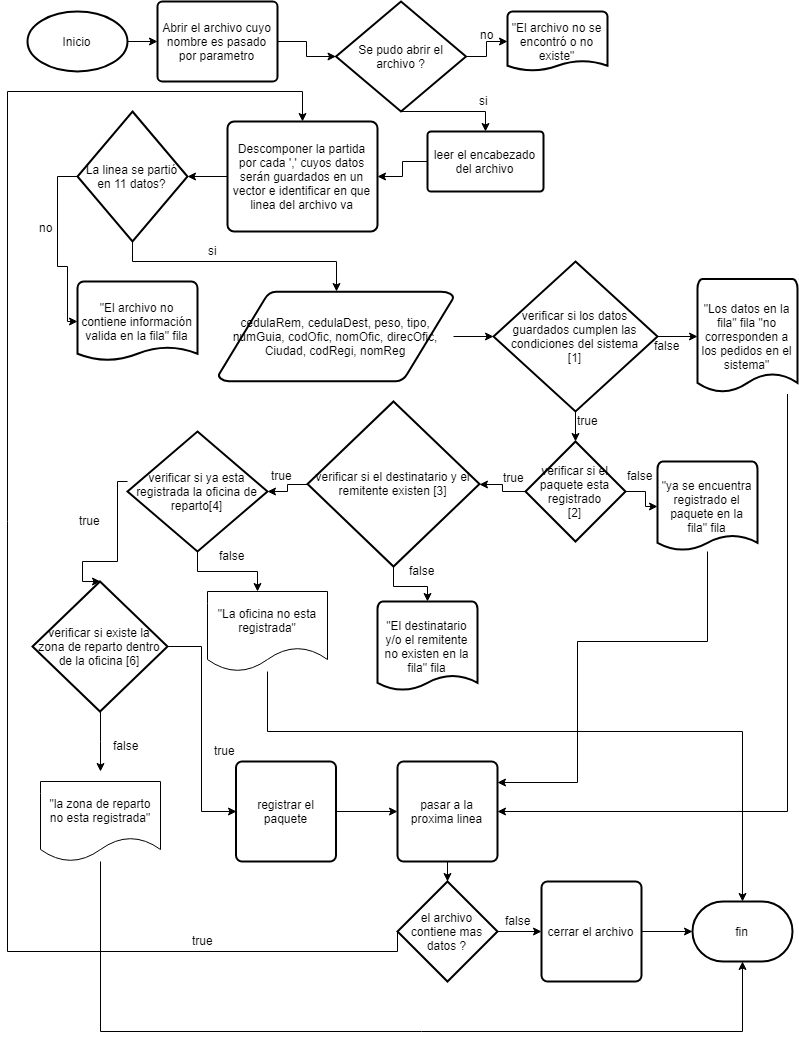 Inicio
Abrir el archivo cuyo
nombre es pasado
por parametro
Se pudo abrir el
archivo ?
no
"El archivo no se
encontró o no
existe"
si
leer el encabezado
del archivo
Descomponer la partida
por cada ',' cuyos datos
serán guardados en un
vector e identificar en que
linea del archivo va
La linea se partió
en 11 datos?
no
si
"El archivo no
contiene información
valida en la fila" fila
cedulaRem, cedulaDest, peso, tipo,
numGuia, codOfic, nomOfic, direcOfic,
Ciudad, codRegi, nomReg
verificar si los datos
guardados cumplen las
condiciones del sistema
[1]
false
"Los datos en la
fila" fila "no
corresponden a
los pedidos en el
sistema"
true
verificar si el
paquete esta
registrado
[2]
false
"ya se encuentra
registrado el
paquete en la
fila" fila
true
verificar si el destinatario y el
remitente existen [3]
true
false
"El destinatario
y/o el remitente
no existen en la
fila" fila
verificar si ya esta
registrada la oficina de
reparto[4]
true
false
"La oficina no esta
registrada"
verificar si existe la
zona de reparto dentro
de la oficina [6]
false
true
"la zona de reparto
no esta registrada"
registrar el
paquete
pasar a la
proxima linea
el archivo
contiene mas
datos ?
true
false
cerrar el archivo
fin